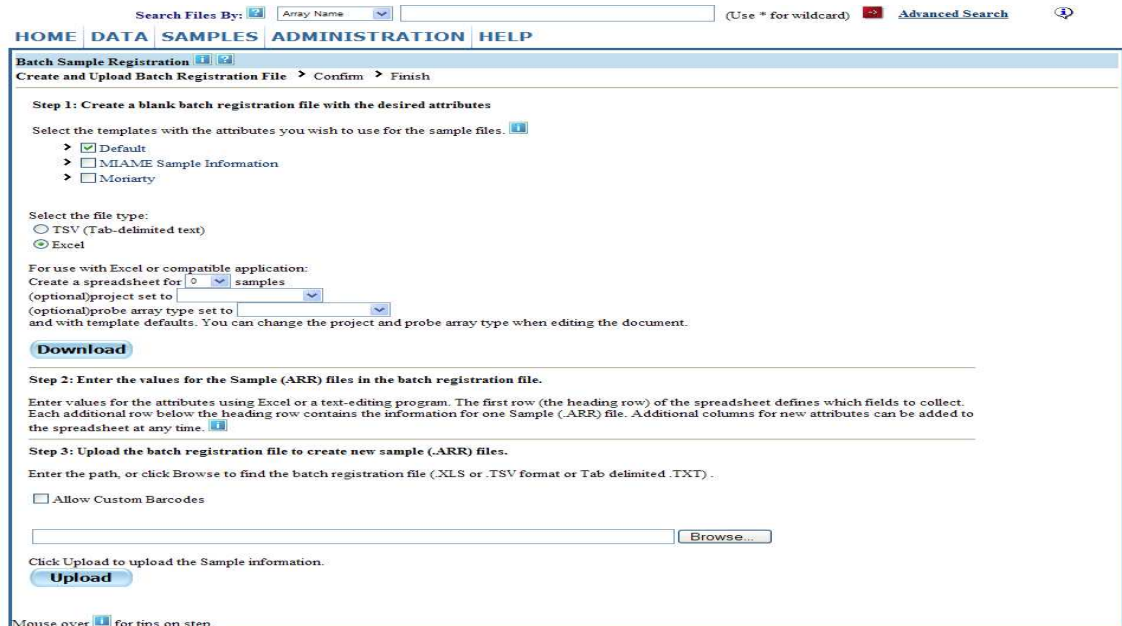 Search Files By: Array Name (Use * for wildcard) Advanced Search
HOME DATA SAMPLES ADMINISTRATION HELP
Batch Sample Registration
Create and Upload Batch Registration File > Confirm > Finish
Step 1: Create a blank batch registration file with the desired attributes
Select the templates with the attributes you wish to use for the sample files.
> Default
> MIAME Sample Information
> Moriarty
Select the file type:
TSV (Tab-delimited text)
Excel
For use with Excel or compatible application:
Create a spreadsheet for 0 samples
(optional)project set to
(optional)probe array type set to
and with template defaults. You can change the project and probe array type when editing the document.
Download
Step 2: Enter the values for the Sample (ARR) files in the batch registration file.
Enter values for the attributes using Excel or a text-editing program. The first row (the heading row) of the spreadsheet defines which fields to collect.
Each additional row below the heading row contains the information for one Sample (.ARR) file. Additional columns for new attributes can be added to
the spreadsheet at any time.
Step 3: Upload the batch registration file to create new sample (.ARR) files.
Enter the path, or click Browse to find the batch registration file (.XLS or .TSV format or Tab delimited .TXT) .
Allow Custom Barcodes
Browse...
Click Upload to upload the Sample information.
Upload
Mouse over for tips on step